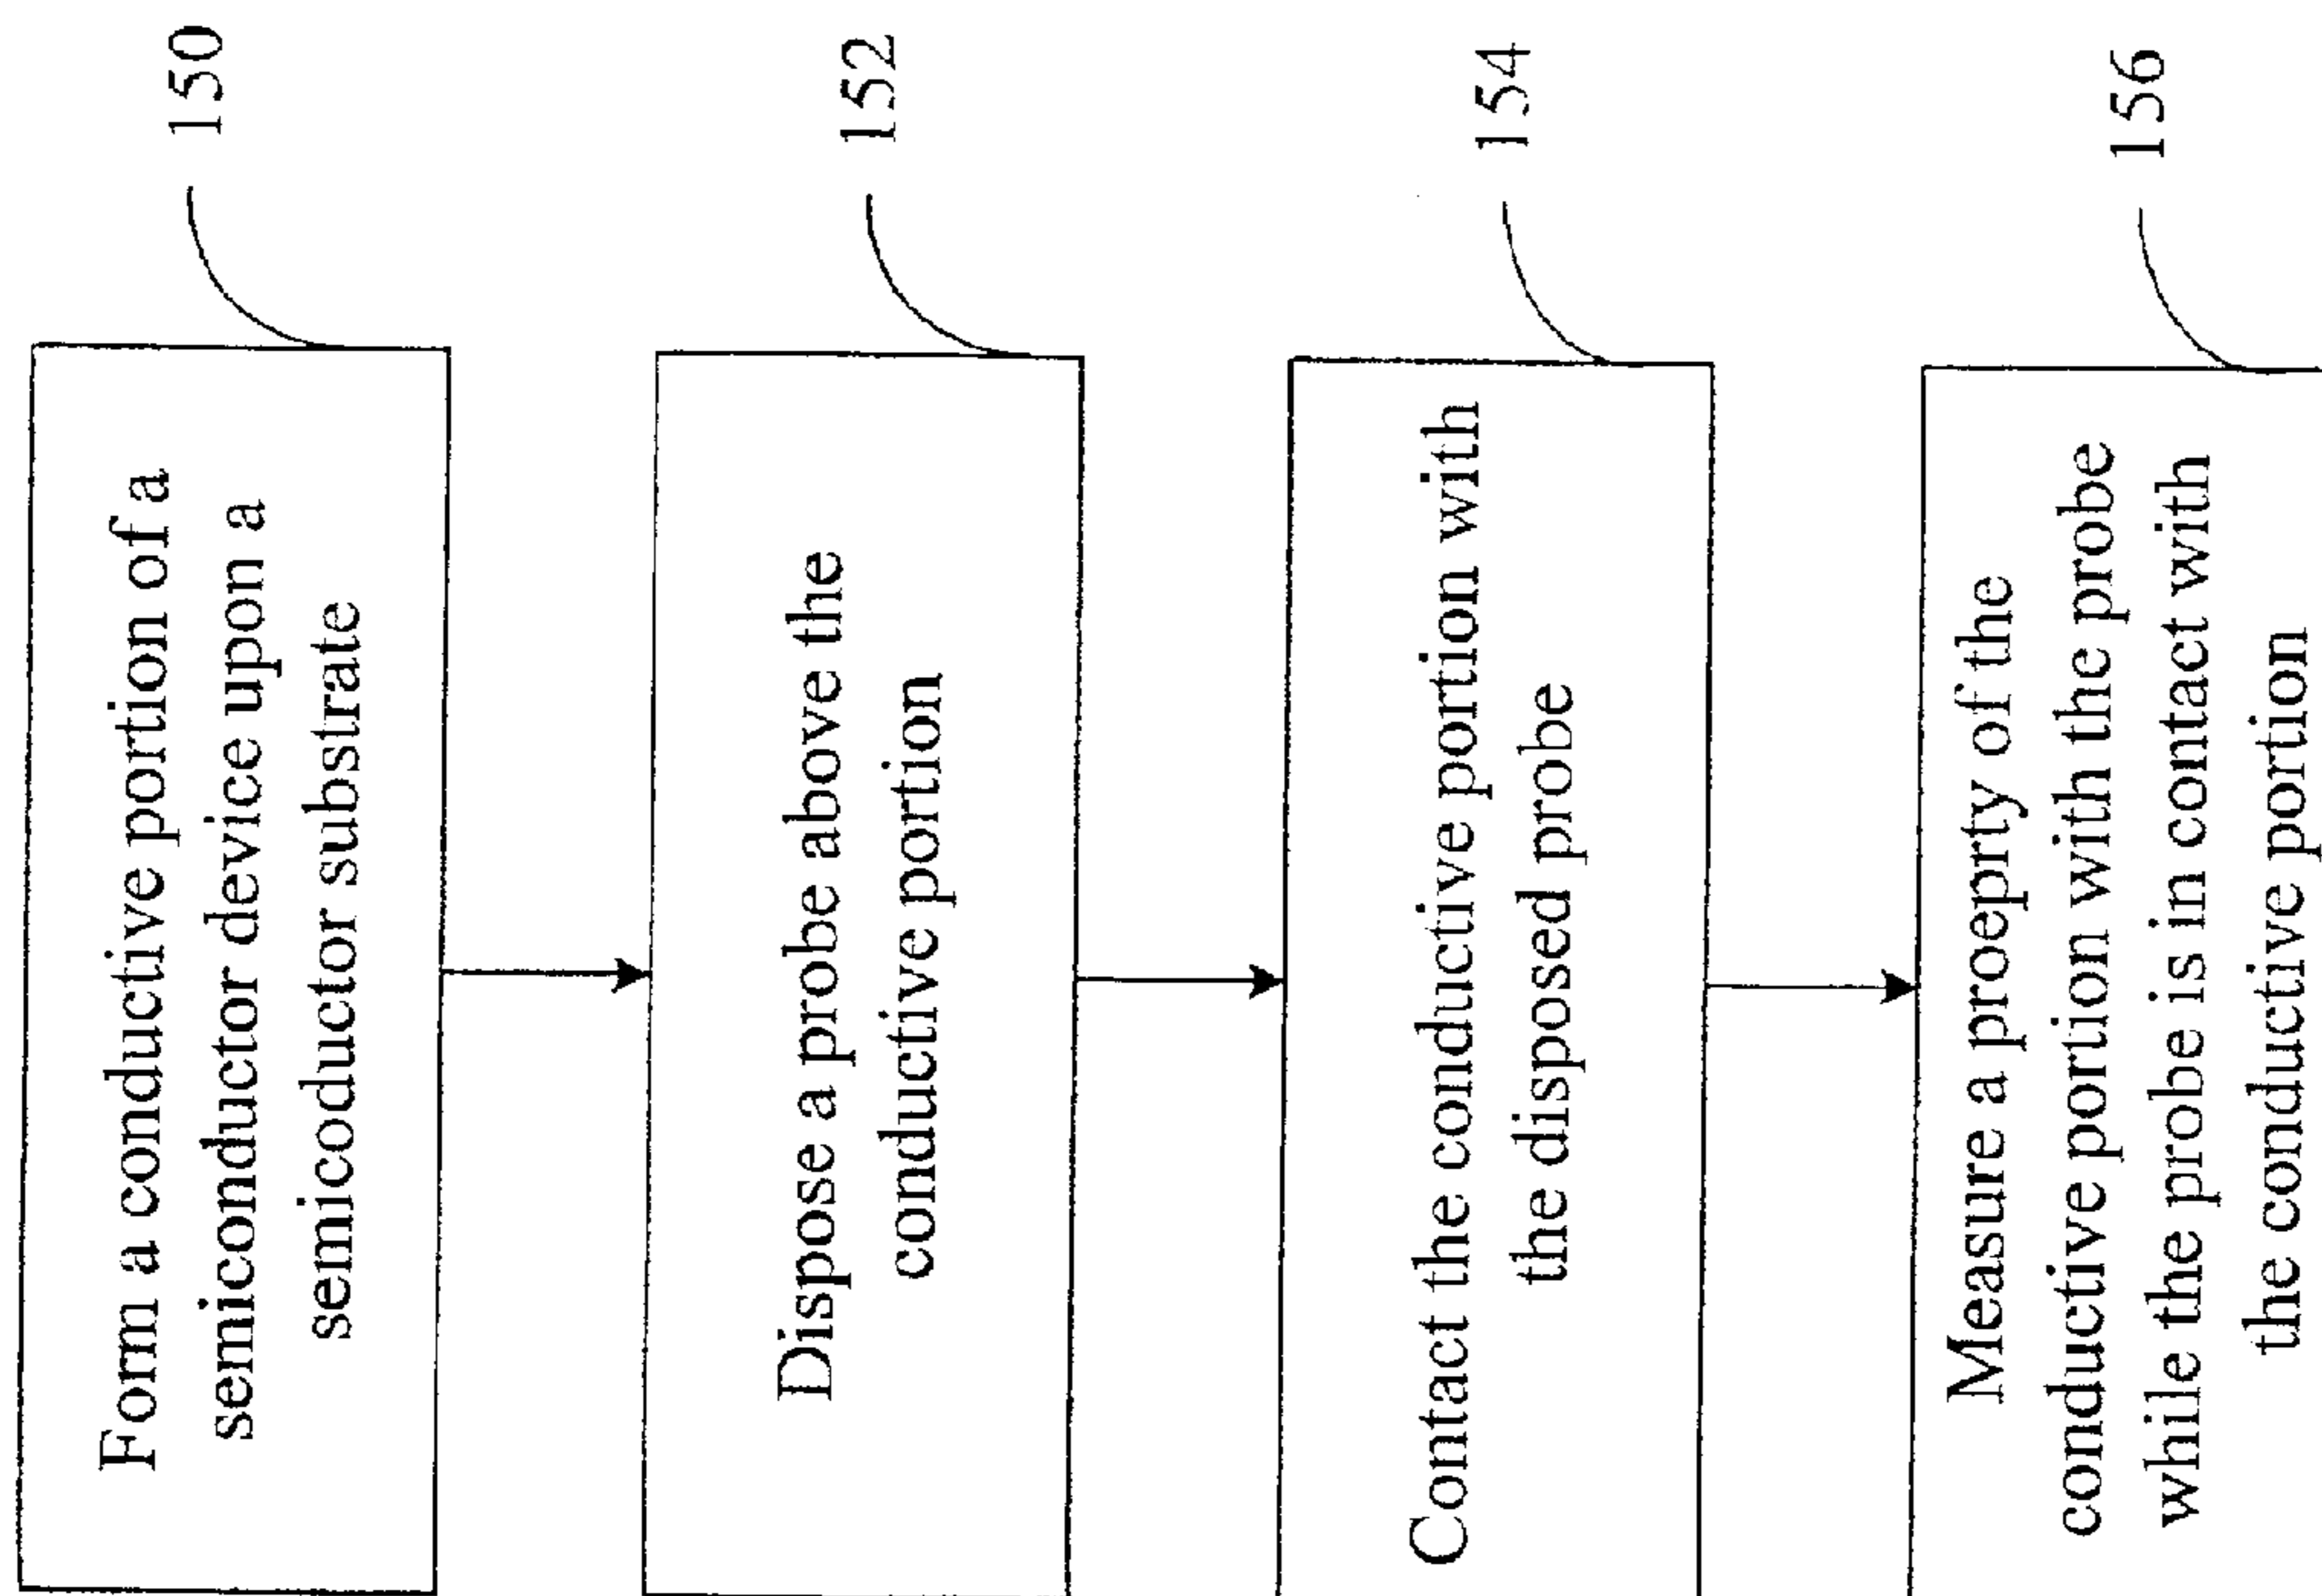 Fom a conductive portion of a
semiconductor device upon a
semicoductor substrate
150
Dispose a probe above the
conductive portion
152
Contact the conductive portion with
the disposed probe
154
Measure a proeprty of the
conductive portion with the probe
while the probe is in contact with
the conductive portion
156